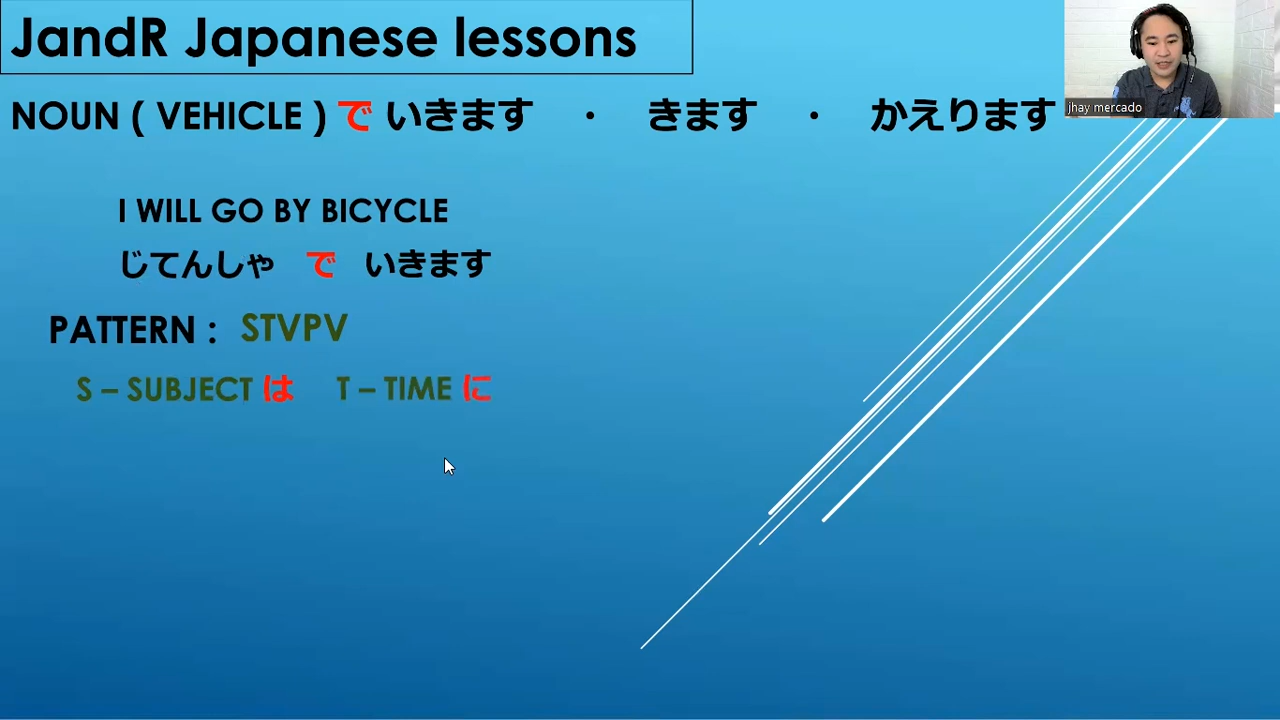 JandR Japanese lessons
NOUN ( VEHICLE ) で いきます ・ きます ・ かえります
jhay mercado
I WILL GO BY BICYCLE
じてんしゃ で いきます
PATTERN : STVPV
S – SUBJECT は T – TIME に